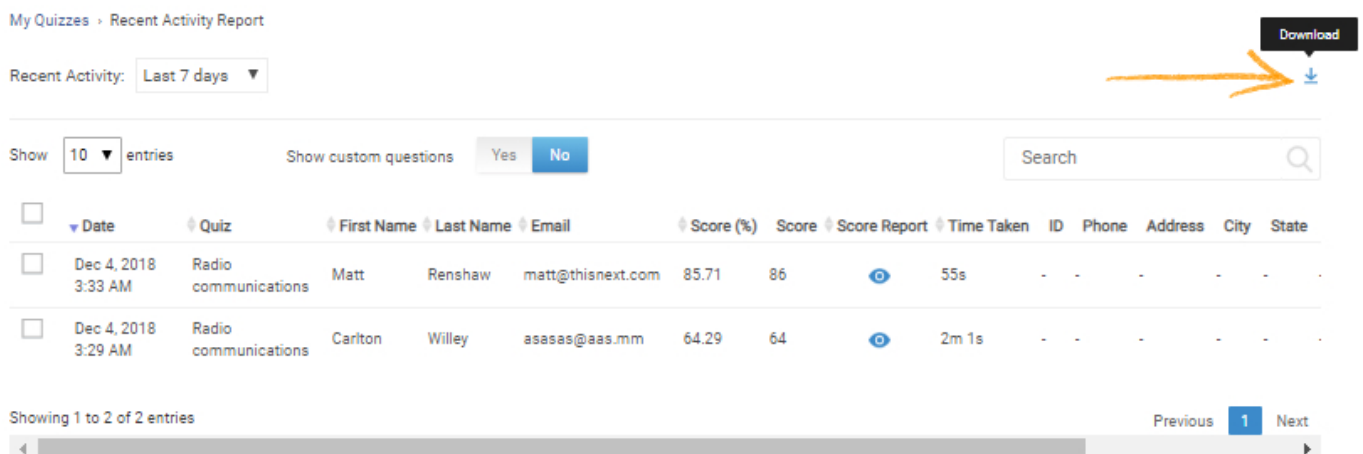 My Quizzes › Recent Activity Report
Download
Recent Activity: Last 7 days
Show 10 entries Show custom questions Yes No Search
Date Quiz First Name Last Name Email Score (%) Score Score Report Time Taken ID Phone Address City State
Dec 4, 2018 Radio
Matt Renshaw matt@thisnext.com 85.71 86 55s - - - - -
3:33 AM communications
Dec 4, 2018 Radio
Carlton Willey asasas@aas.mm 64.29 64 2m 1s - - - - -
3:29 AM communications
Showing 1 to 2 of 2 entries
Previous 1 Next